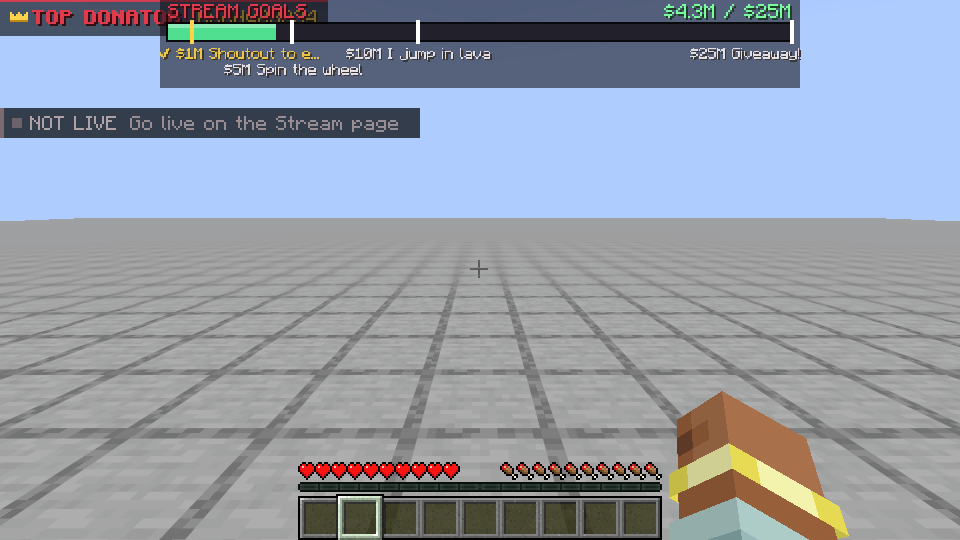 TOP DONATO
STREAM GOALS
$4.3M / $25M
✓ $1M Shoutout to e...
$10M I jump in lava
$25M Giveaway!
$5M Spin the wheel
NOT LIVE Go live on the Stream page